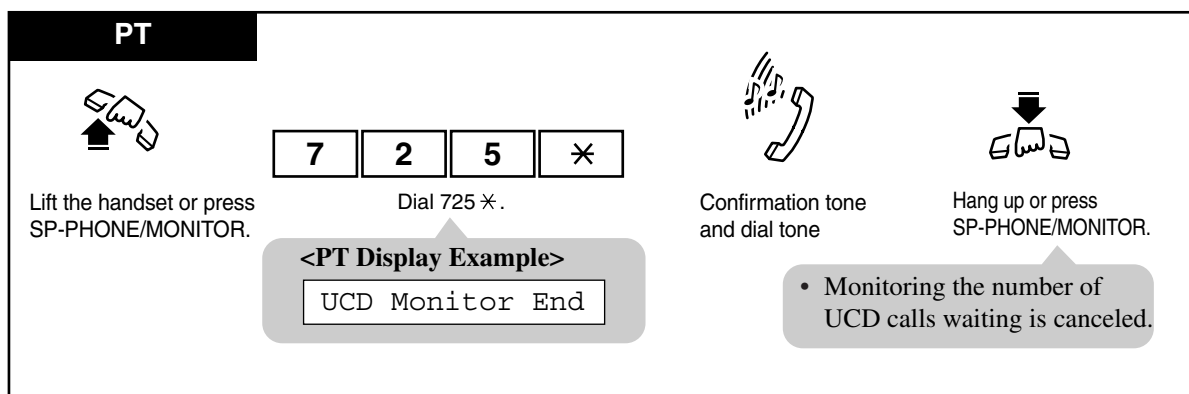 PT
Lift the handset or press
SP-PHONE/MONITOR.
7 2 5 ✳
Dial 725 ✳.
<PT Display Example>
UCD Monitor End
Confirmation tone
and dial tone
Hang up or press
SP-PHONE/MONITOR.
• Monitoring the number of
UCD calls waiting is canceled.